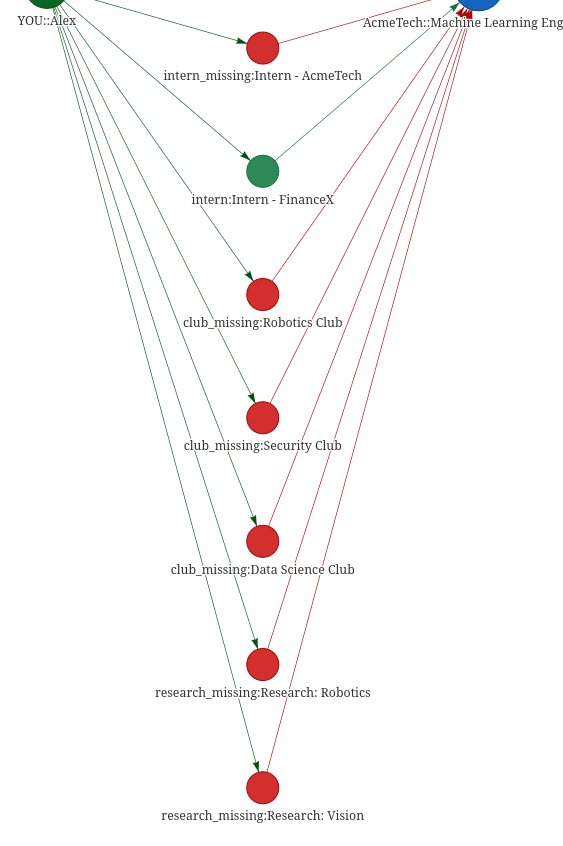 YOU::Alex
AcmeTech::Machine Learning Eng
intern_missing:Intern - AcmeTech
intern:Intern - FinanceX
club_missing:Robotics Club
club_missing:Security Club
club_missing:Data Science Club
research_missing:Research: Robotics
research_missing:Research: Vision